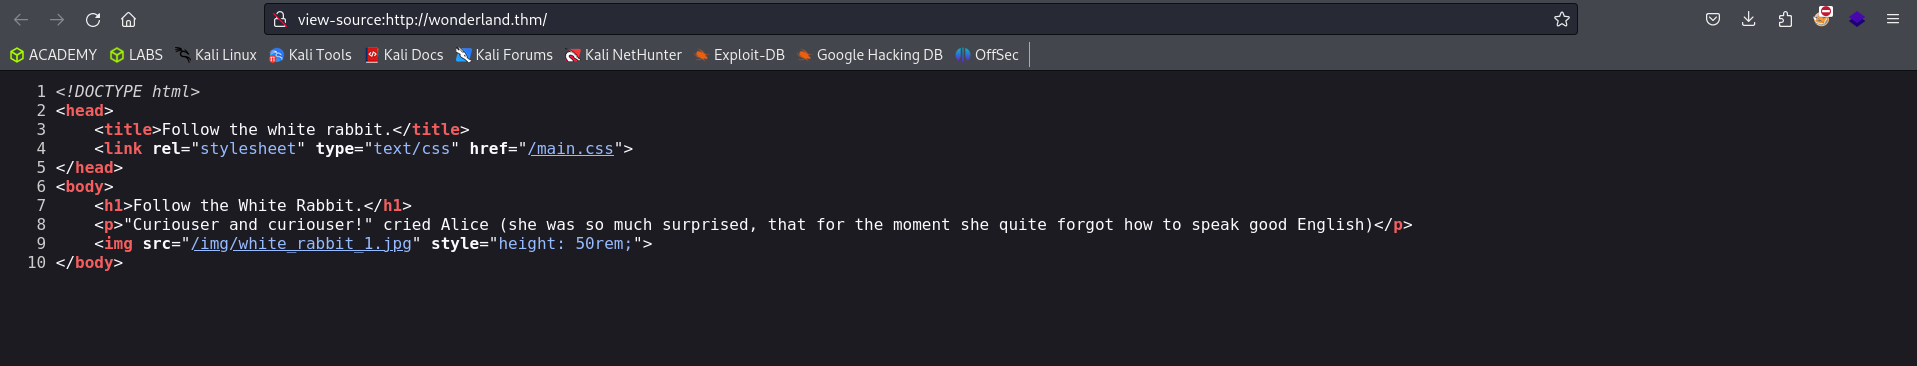 view-source:http://wonderland.thm/
ACADEMY LABS Kali Linux Kali Tools Kali Docs Kali Forums Kali NetHunter Exploit-DB Google Hacking DB OffSec
1 <!DOCTYPE html>
2 <head>
3     <title>Follow the white rabbit.</title>
4     <link rel="stylesheet" type="text/css" href="/main.css">
5 </head>
6 <body>
7     <h1>Follow the White Rabbit.</h1>
8     <p>"Curiouser and curiouser!" cried Alice (she was so much surprised, that for the moment she quite forgot how to speak good English)</p>
9     <img src="/img/white_rabbit_1.jpg" style="height: 50rem;">
10 </body>